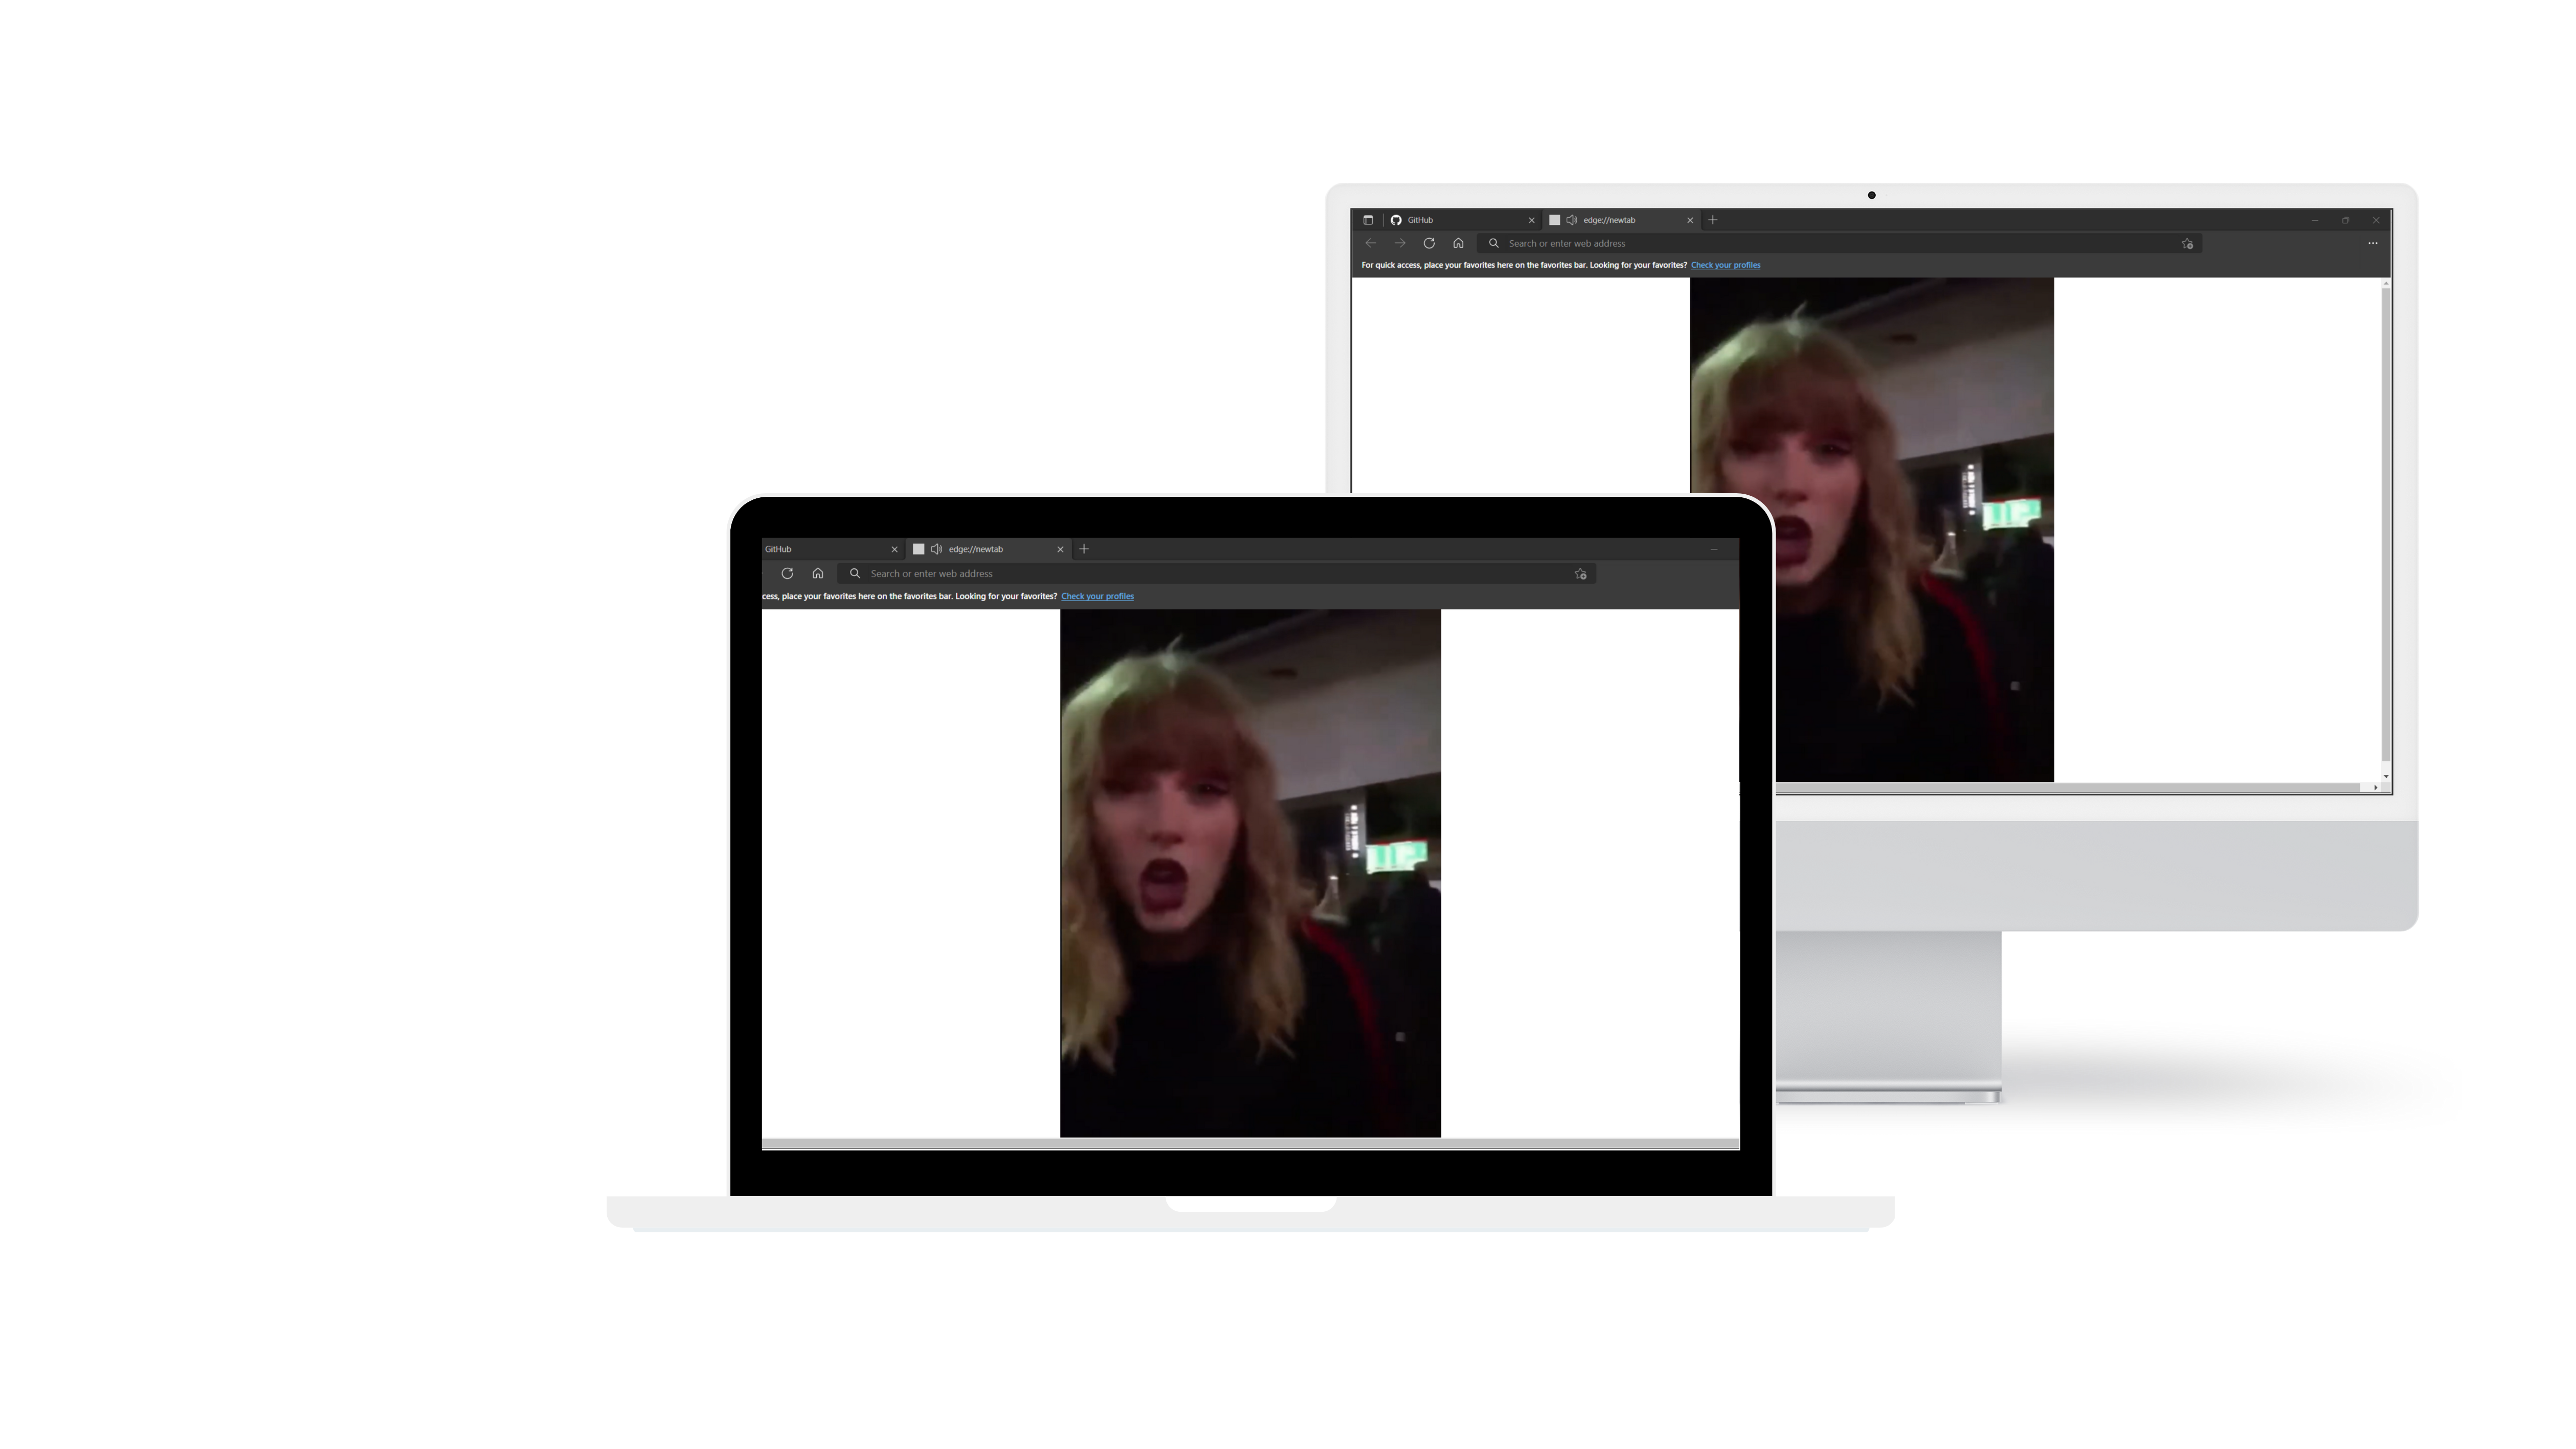 GitHub
edge://newtab
Search or enter web address
For quick access, place your favorites here on the favorites bar. Looking for your favorites? Check your profiles
GitHub
edge://newtab
Search or enter web address
cess, place your favorites here on the favorites bar. Looking for your favorites? Check your profiles